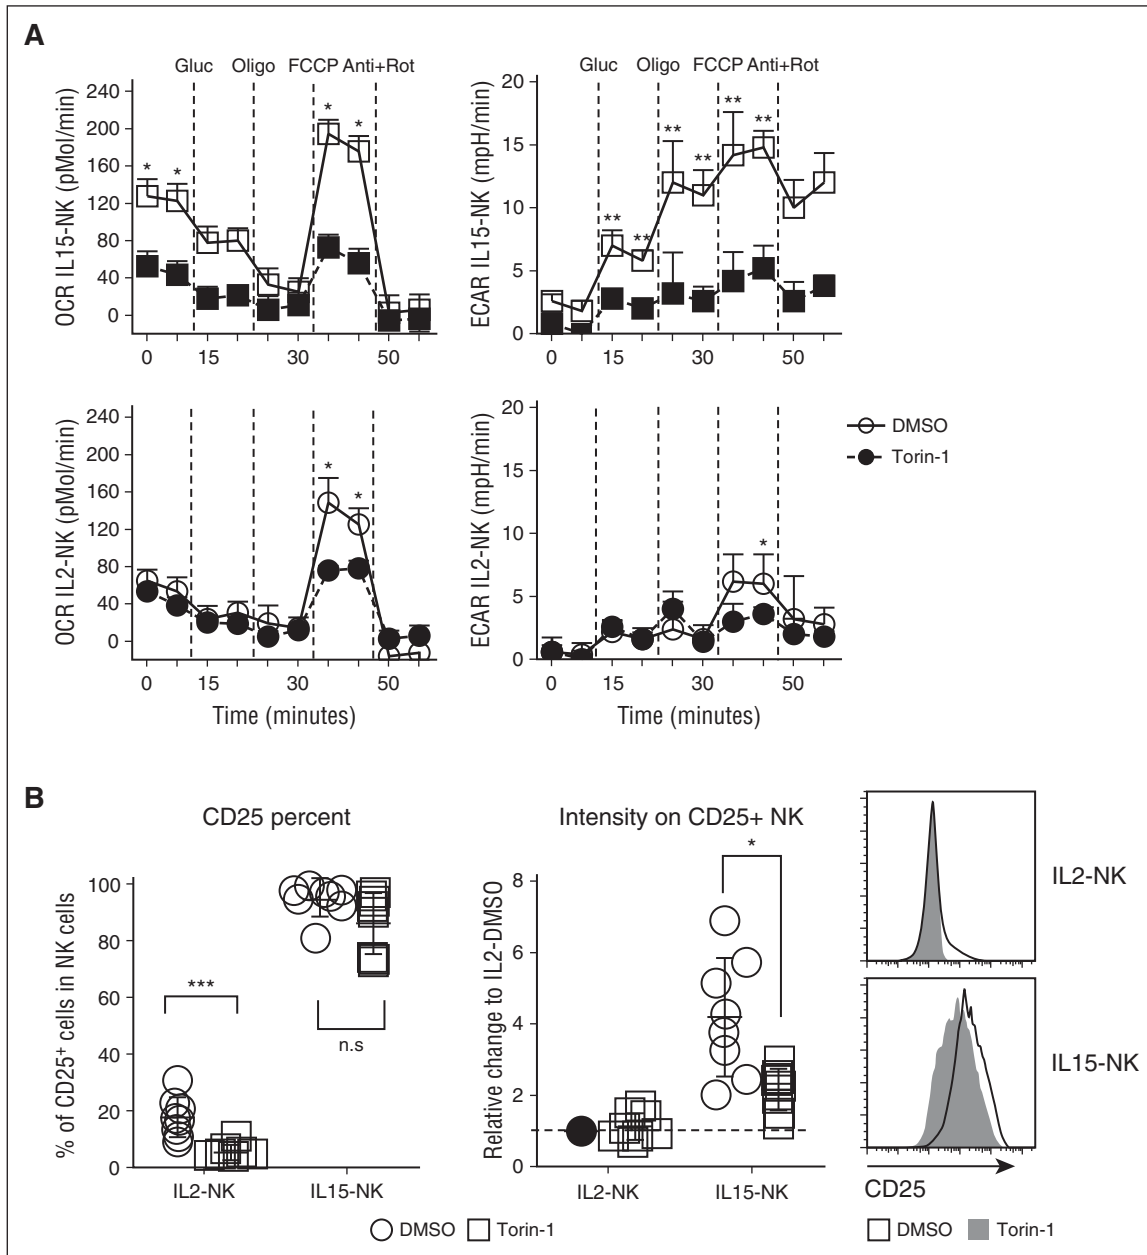 A
Gluc Oligo FCCP Anti+Rot
OCR IL15-NK (pMol/min)
240
200
160
120
80
40
0
* * * *
0 15 30 50
Gluc Oligo FCCP Anti+Rot
ECAR IL15-NK (mpH/min)
20
15
10
5
0
** ** ** ** ** **
0 15 30 50
OCR IL2-NK (pMol/min)
240
200
160
120
80
40
0
* *
0 15 30 50
Time (minutes)
ECAR IL2-NK (mpH/min)
20
15
10
5
0
*
0 15 30 50
Time (minutes)
DMSO
Torin-1
B
CD25 percent
% of CD25⁺ cells in NK cells
100
80
60
40
20
0
***
n.s
IL2-NK IL15-NK
Intensity on CD25+ NK
Relative change to IL2-DMSO
8
6
4
2
0
*
IL2-NK IL15-NK
DMSO Torin-1
IL2-NK
IL15-NK
CD25
DMSO Torin-1